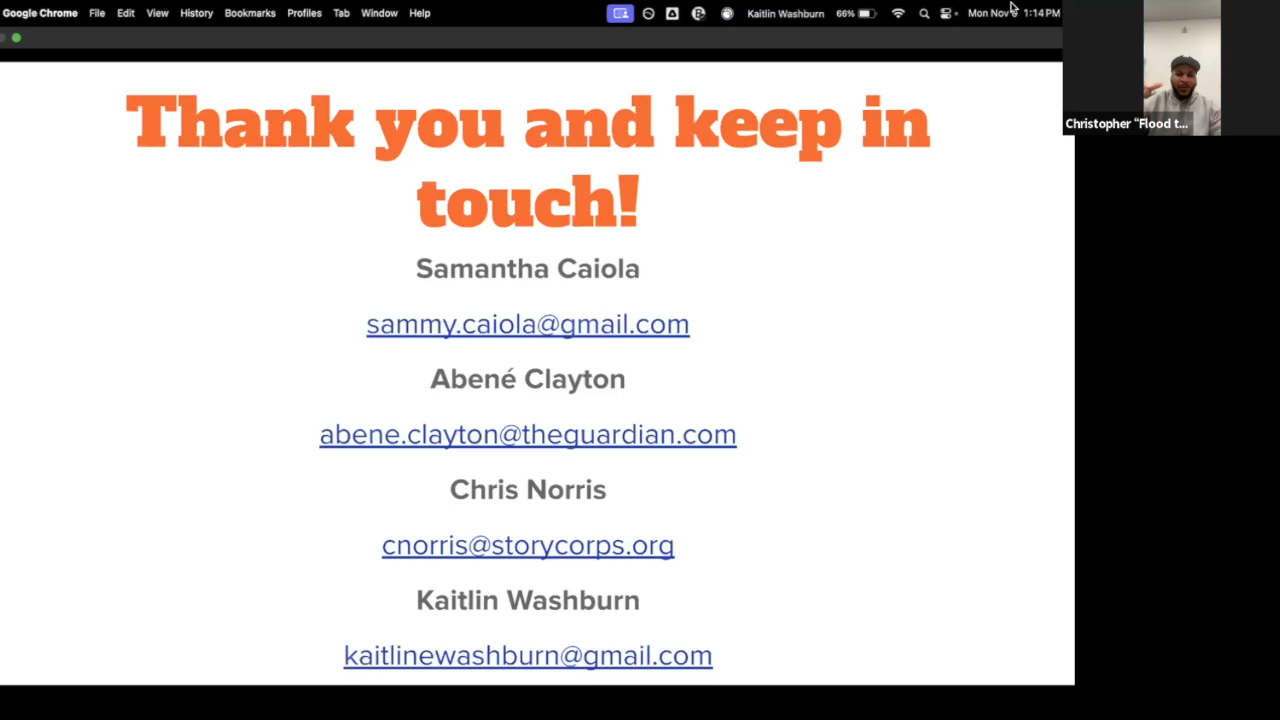 Google Chrome File Edit View History Bookmarks Profiles Tab Window Help Kaitlin Washburn 66% Mon Nov 1:14 PM
Christopher “Flood t...
Thank you and keep in
touch!
Samantha Caiola
sammy.caiola@gmail.com
Abené Clayton
abene.clayton@theguardian.com
Chris Norris
cnorris@storycorps.org
Kaitlin Washburn
kaitlinewashburn@gmail.com